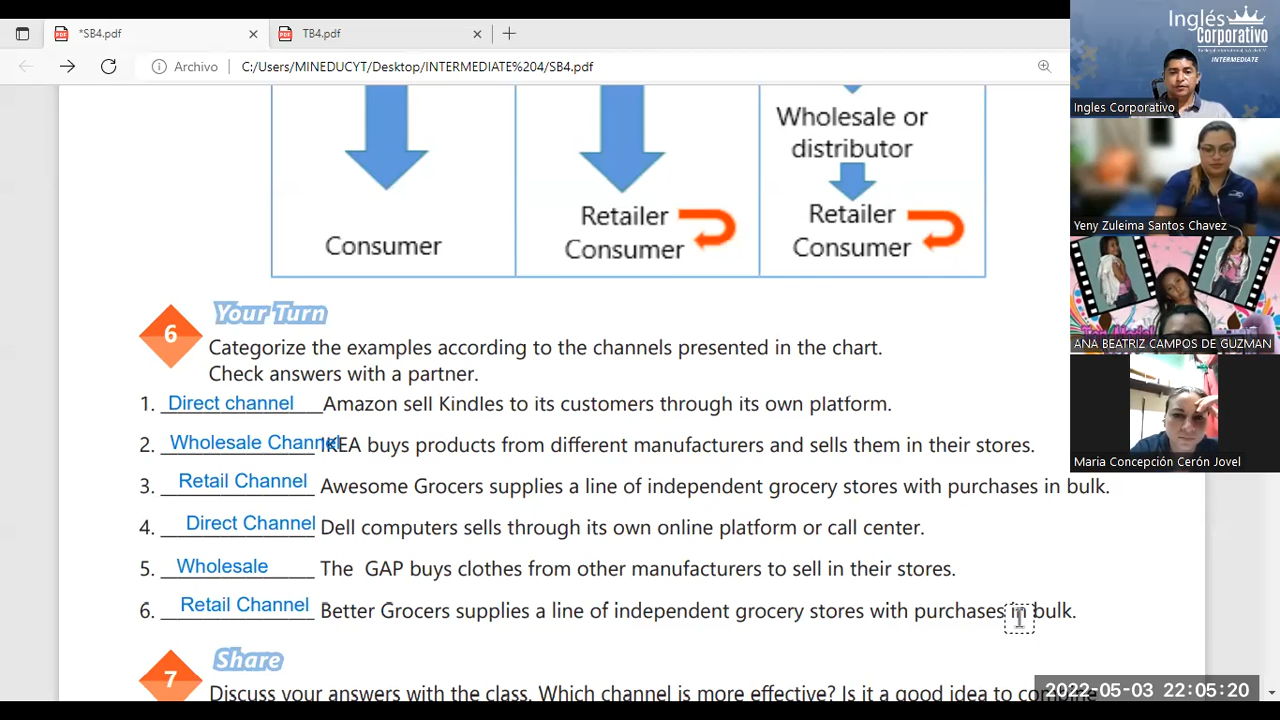 *SB4.pdf
TB4.pdf
Archivo
C:/Users/MINEDUCYT/Desktop/INTERMEDIATE%204/SB4.pdf
Inglés
Corporativo
INTERMEDIATE
Ingles Corporativo
Yeny Zuleima Santos Chavez
ANA BEATRIZ CAMPOS DE GUZMAN
Maria Concepción Cerón Jovel
Wholesale or
distributor
Retailer
Consumer
Retailer
Consumer
Consumer
6 Your Turn
Categorize the examples according to the channels presented in the chart.
Check answers with a partner.
1. Direct channel Amazon sell Kindles to its customers through its own platform.
2. Wholesale Channel IKEA buys products from different manufacturers and sells them in their stores.
3. Retail Channel Awesome Grocers supplies a line of independent grocery stores with purchases in bulk.
4. Direct Channel Dell computers sells through its own online platform or call center.
5. Wholesale The GAP buys clothes from other manufacturers to sell in their stores.
6. Retail Channel Better Grocers supplies a line of independent grocery stores with purchases in bulk.
7 Share
Discuss your answers with the class. Which channel is more effective? Is it a good idea to combine
2022-05-03 22:05:20